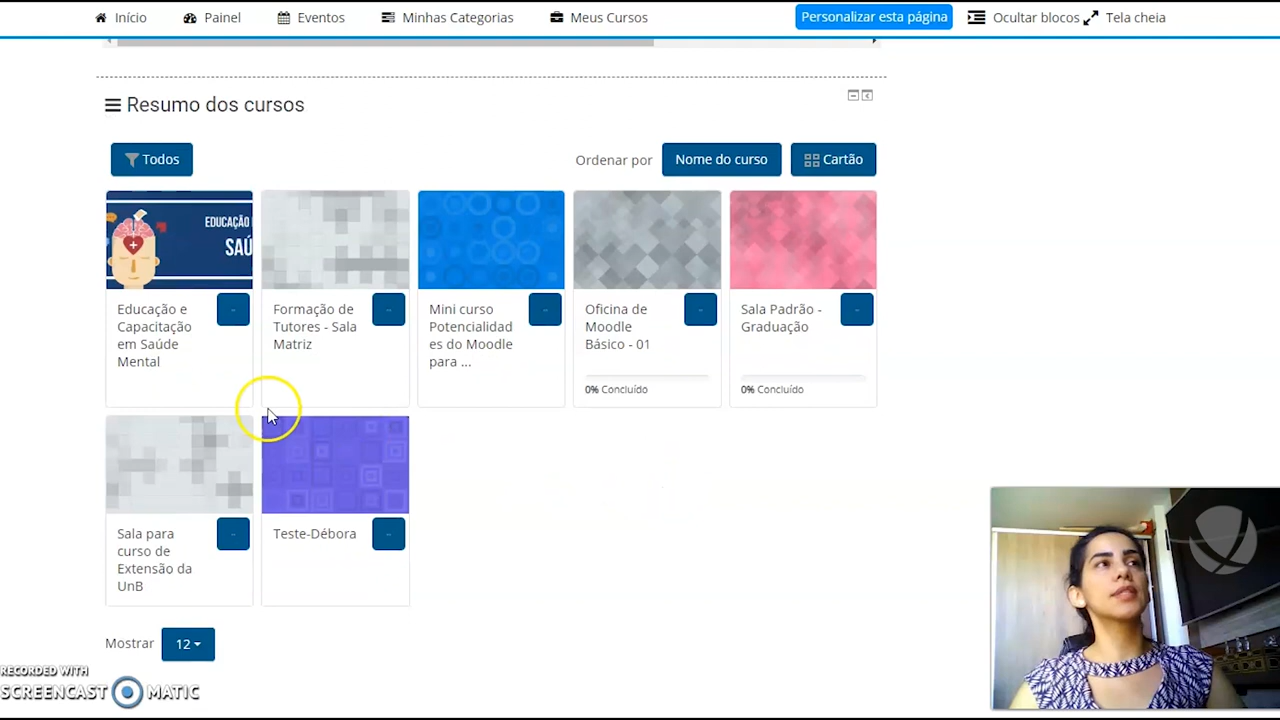 Início Painel Eventos Minhas Categorias Meus Cursos Personalizar esta página Ocultar blocos Tela cheia
Resumo dos cursos
Todos Ordenar por Nome do curso Cartão
EDUCAÇÃO
SAÚ
Educação e
Capacitação
em Saúde
Mental
Formação de
Tutores - Sala
Matriz
Mini curso
Potencialidad
es do Moodle
para ...
Oficina de
Moodle
Básico - 01
0% Concluído
Sala Padrão -
Graduação
0% Concluído
Sala para
curso de
Extensão da
UnB
Teste-Débora
Mostrar 12
RECORDED WITH
SCREENCAST MATIC